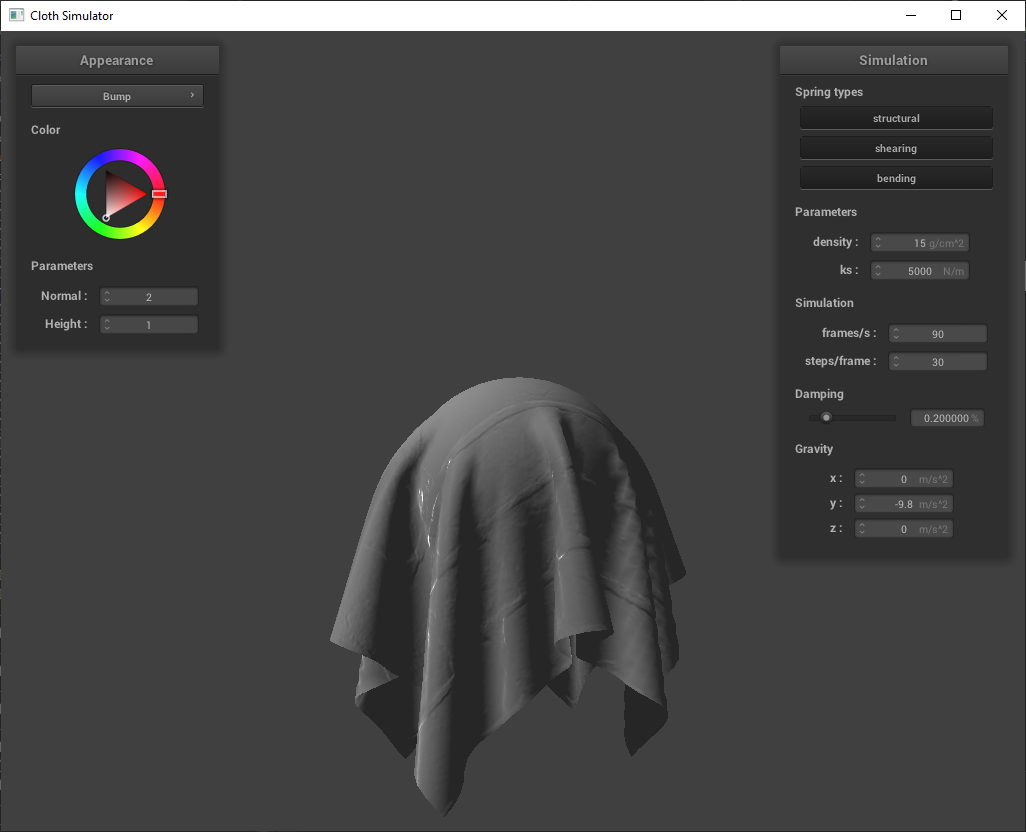 Cloth Simulator
Appearance
Bump
Color
Parameters
Normal : 2
Height : 1
Simulation
Spring types
structural
shearing
bending
Parameters
density : 15 g/cm^2
ks : 5000 N/m
Simulation
frames/s : 90
steps/frame : 30
Damping
0.200000 %
Gravity
x : 0 m/s^2
y : -9.8 m/s^2
z : 0 m/s^2